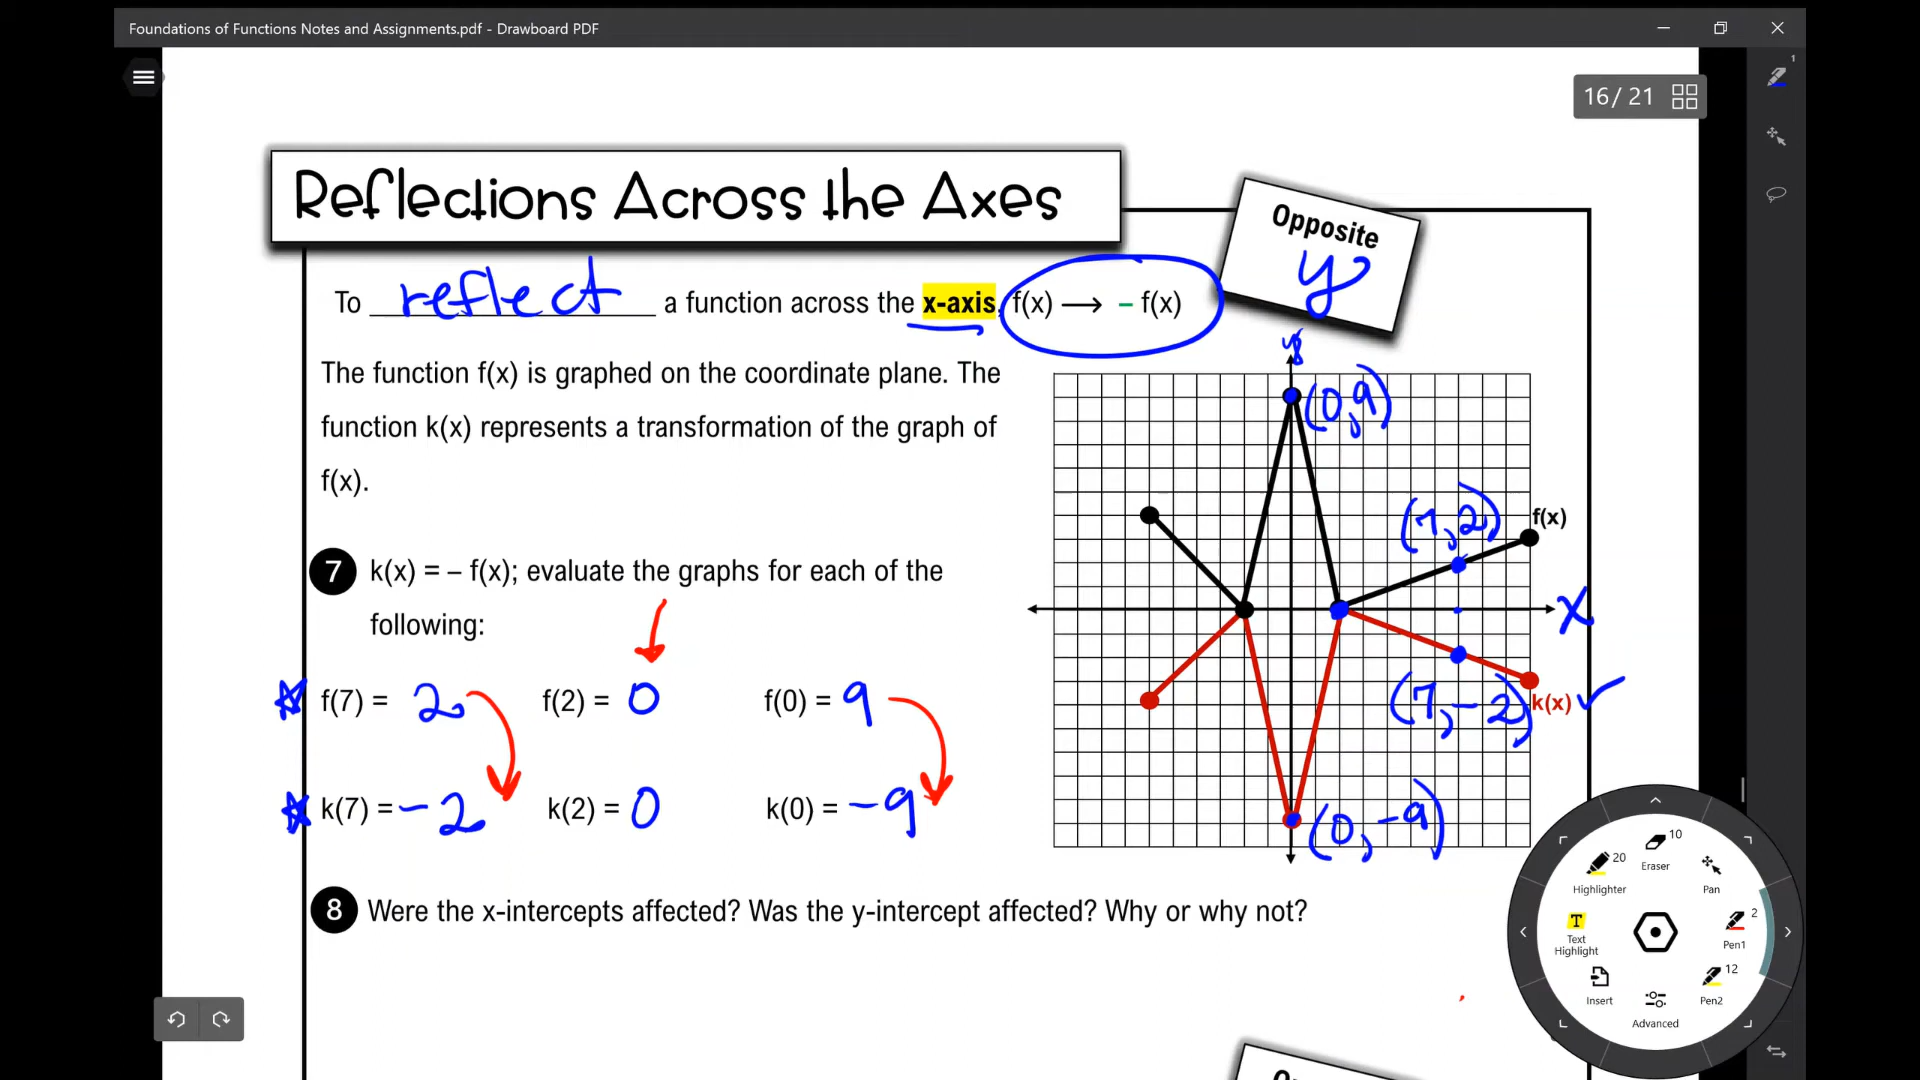 Foundations of Functions Notes and Assignments.pdf - Drawboard PDF
16/ 21
1
Reflections Across the Axes
Opposite
y
To reflect a function across the x-axis, f(x) → – f(x)
The function f(x) is graphed on the coordinate plane. The
function k(x) represents a transformation of the graph of
f(x).
7 k(x) = – f(x); evaluate the graphs for each of the
following:
f(7) = 2 f(2) = 0 f(0) = 9
k(7) = -2 k(2) = 0 k(0) = -9
y
(0,9)
(7,2)
f(x)
x
(7,-2)
k(x)
(0,-9)
8 Were the x-intercepts affected? Was the y-intercept affected? Why or why not?
10
Eraser
20
Highlighter
Pan
T
Text
Highlight
2
Pen1
Insert
12
Pen2
Advanced